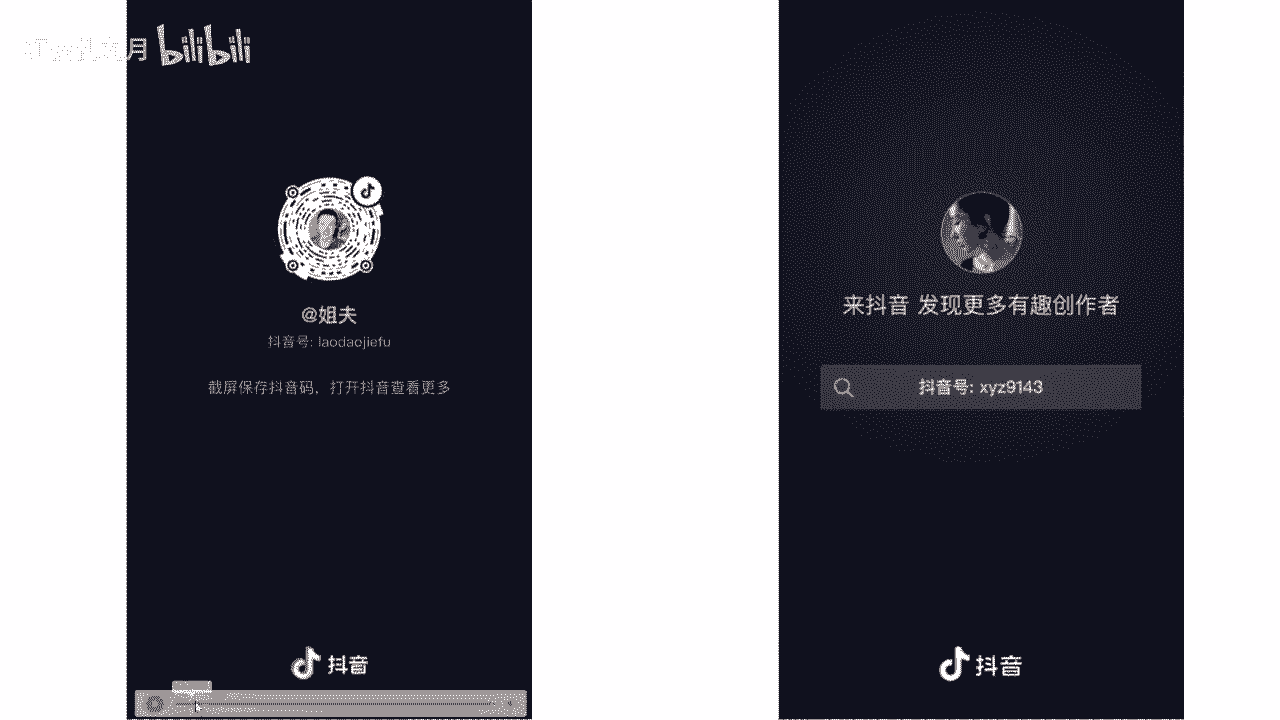 月 bilibili
@姐夫
抖音号: laodaojiefu
截屏保存抖音码，打开抖音查看更多
抖音
来抖音 发现更多有趣创作者
抖音号: xyz9143
抖音